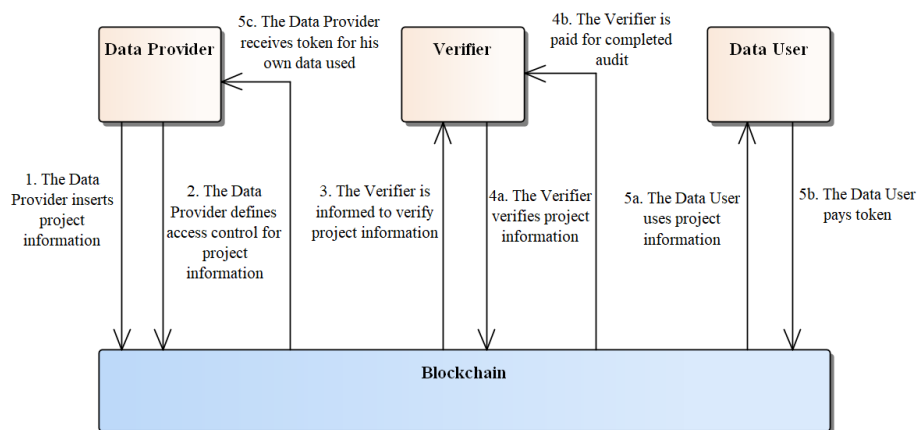 Data Provider
5c. The Data Provider
receives token for his
own data used
Verifier
4b. The Verifier is
paid for completed
audit
Data User
1. The Data
Provider inserts
project
information
2. The Data
Provider defines
access control for
project
information
3. The Verifier is
informed to verify
project information
4a. The Verifier
verifies project
information
5a. The Data User
uses project
information
5b. The Data User
pays token
Blockchain